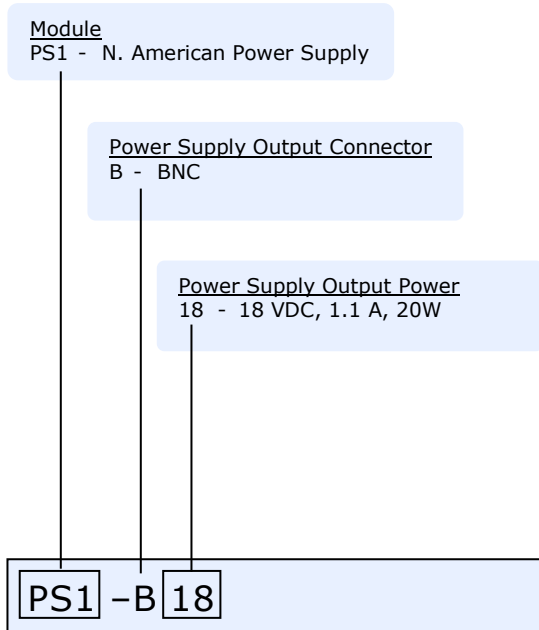 Module
PS1 - N. American Power Supply
Power Supply Output Connector
B - BNC
Power Supply Output Power
18 - 18 VDC, 1.1 A, 20W
PS1 –B 18